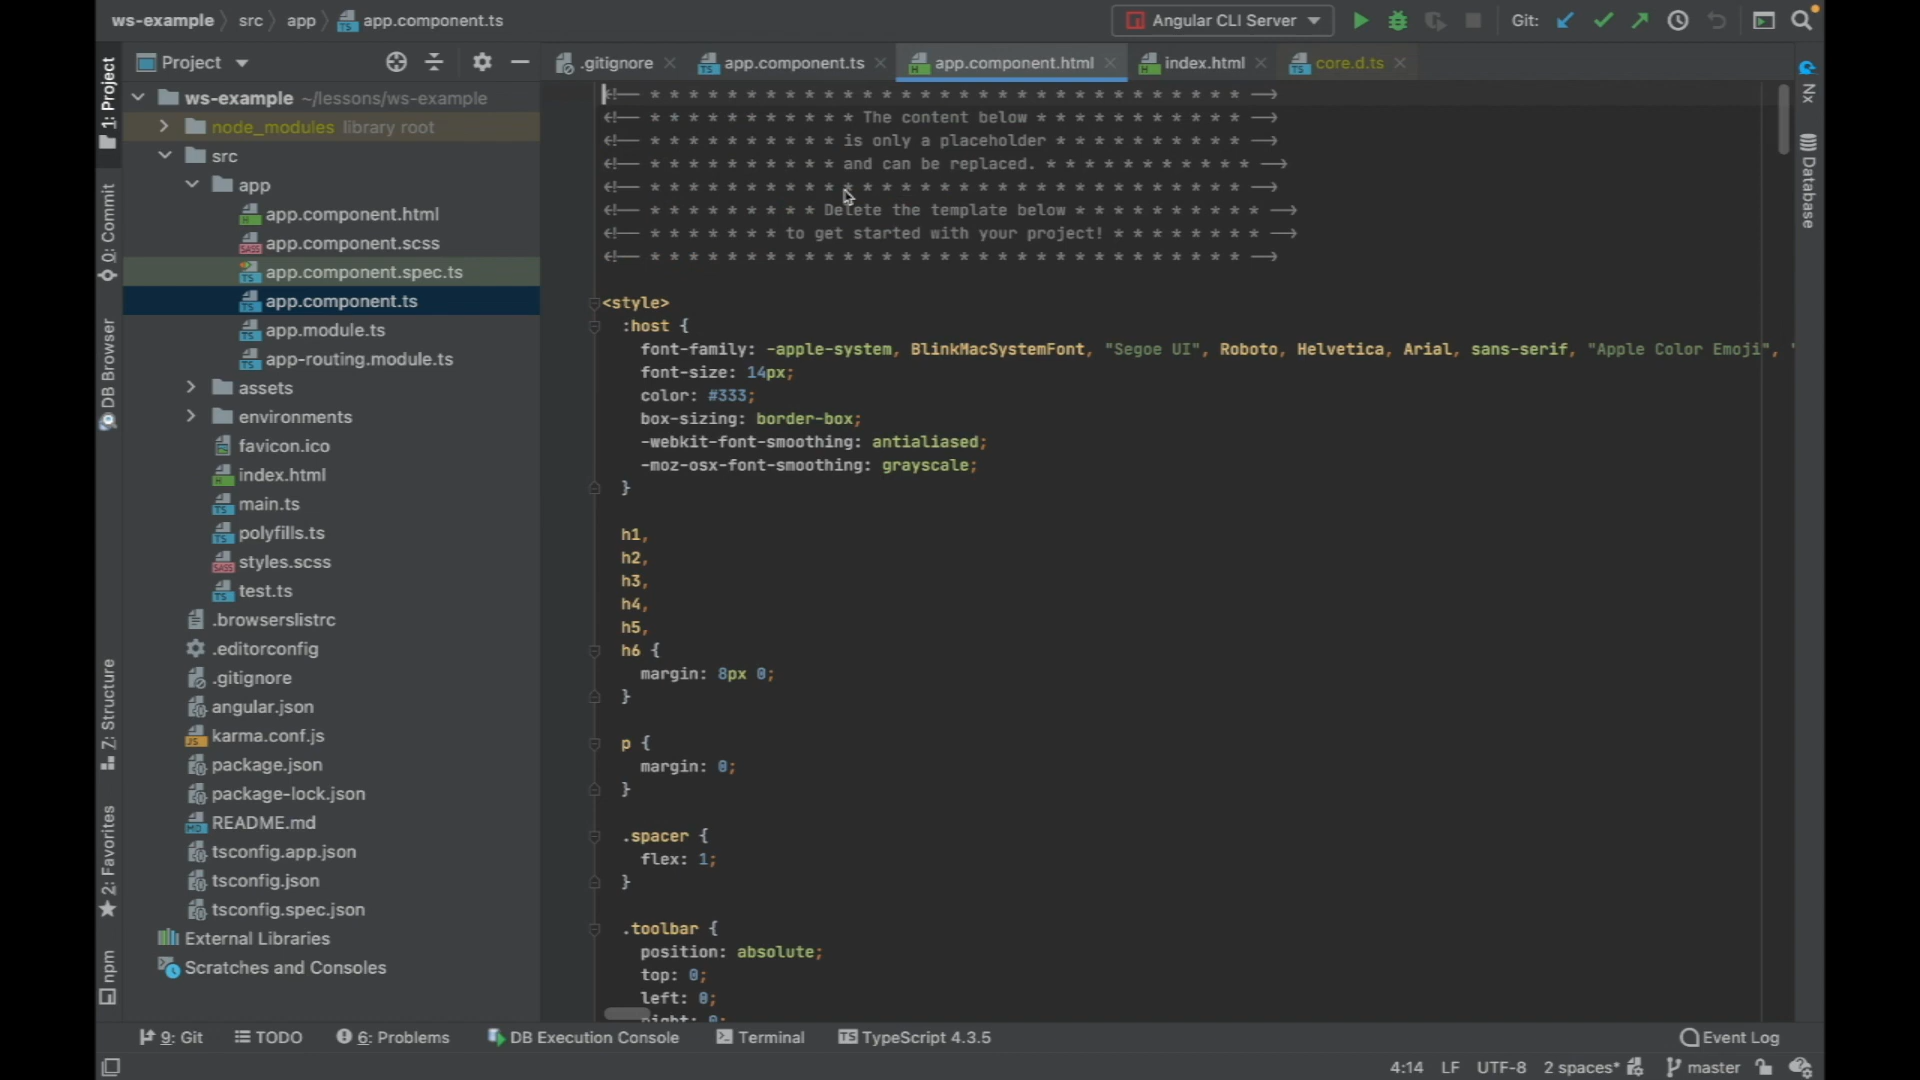 ws-example src app app.component.ts
Angular CLI Server
Git:
1: Project
0: Commit
DB Browser
Z: Structure
2: Favorites
npm
Project
ws-example ~/lessons/ws-example
node_modules library root
src
app
app.component.html
app.component.scss
app.component.spec.ts
app.component.ts
app.module.ts
app-routing.module.ts
assets
environments
favicon.ico
index.html
main.ts
polyfills.ts
styles.scss
test.ts
.browserslistrc
.editorconfig
.gitignore
angular.json
karma.conf.js
package.json
package-lock.json
README.md
tsconfig.app.json
tsconfig.json
tsconfig.spec.json
External Libraries
Scratches and Consoles
.gitignore app.component.ts app.component.html index.html core.d.ts
<!-- * * * * * * * * * * * * * * * * * * * * * * * * * * * * * * * -->
<!-- * * * * * * * * * * * The content below * * * * * * * * * * * -->
<!-- * * * * * * * * * * is only a placeholder * * * * * * * * * * -->
<!-- * * * * * * * * * * and can be replaced. * * * * * * * * * * * -->
<!-- * * * * * * * * * * * * * * * * * * * * * * * * * * * * * * * -->
<!-- * * * * * * * * * Delete the template below * * * * * * * * * * -->
<!-- * * * * * * * to get started with your project! * * * * * * * * -->
<!-- * * * * * * * * * * * * * * * * * * * * * * * * * * * * * * * -->
<style>
:host {
font-family: -apple-system, BlinkMacSystemFont, "Segoe UI", Roboto, Helvetica, Arial, sans-serif, "Apple Color Emoji", "
font-size: 14px;
color: #333;
box-sizing: border-box;
-webkit-font-smoothing: antialiased;
-moz-osx-font-smoothing: grayscale;
}
h1,
h2,
h3,
h4,
h5,
h6 {
margin: 8px 0;
}
p {
margin: 0;
}
.spacer {
flex: 1;
}
.toolbar {
position: absolute;
top: 0;
left: 0;
right: 0;
Nx
Database
9: Git TODO 6: Problems DB Execution Console Terminal TypeScript 4.3.5 Event Log
4:14 LF UTF-8 2 spaces* master